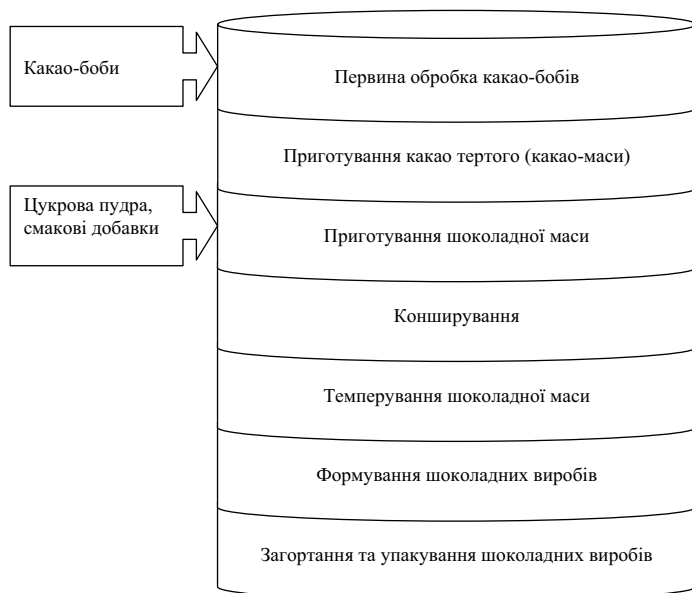 Какао-боби
Первина обробка какао-бобів
Приготування какао тертого (какао-маси)
Цукрова пудра,
смакові добавки
Приготування шоколадної маси
Конширування
Темперування шоколадної маси
Формування шоколадних виробів
Загортання та упакування шоколадних виробів